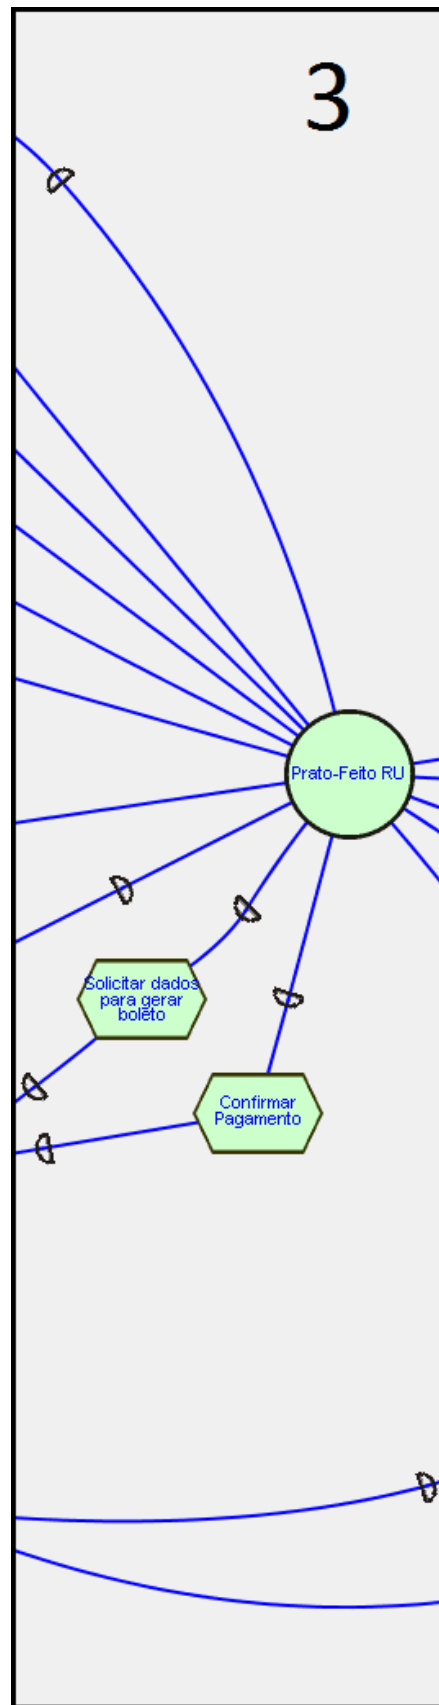 3
Prato-Feito RU
Solicitar dados
para gerar
boleto
Confirmar
Pagamento